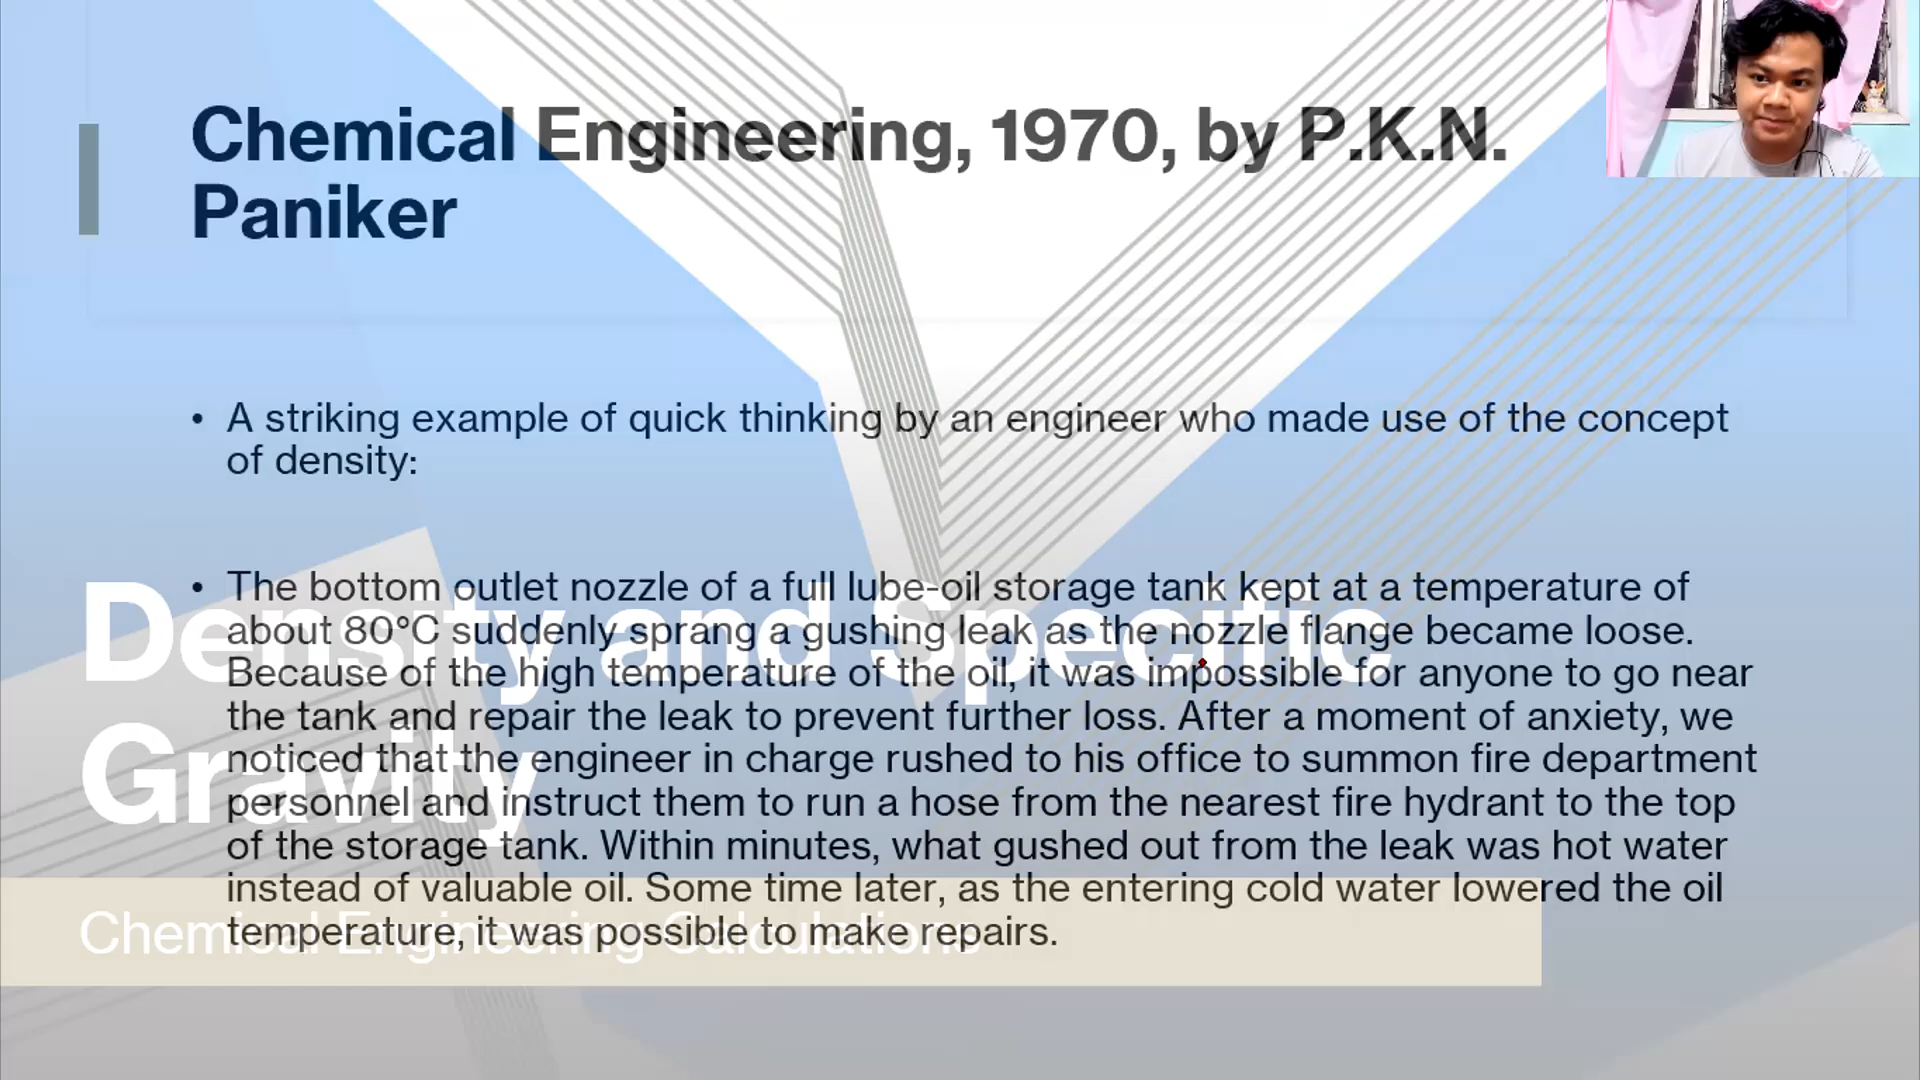 Chemical Engineering, 1970, by P.K.N.
Paniker
• A striking example of quick thinking by an engineer who made use of the concept
of density:
• The bottom outlet nozzle of a full lube-oil storage tank kept at a temperature of
about 80°C suddenly sprang a gushing leak as the nozzle flange became loose.
Because of the high temperature of the oil, it was impossible for anyone to go near
the tank and repair the leak to prevent further loss. After a moment of anxiety, we
noticed that the engineer in charge rushed to his office to summon fire department
personnel and instruct them to run a hose from the nearest fire hydrant to the top
of the storage tank. Within minutes, what gushed out from the leak was hot water
instead of valuable oil. Some time later, as the entering cold water lowered the oil
temperature, it was possible to make repairs.
Density and Specific
Gravity
Chemical Engineering Calculations